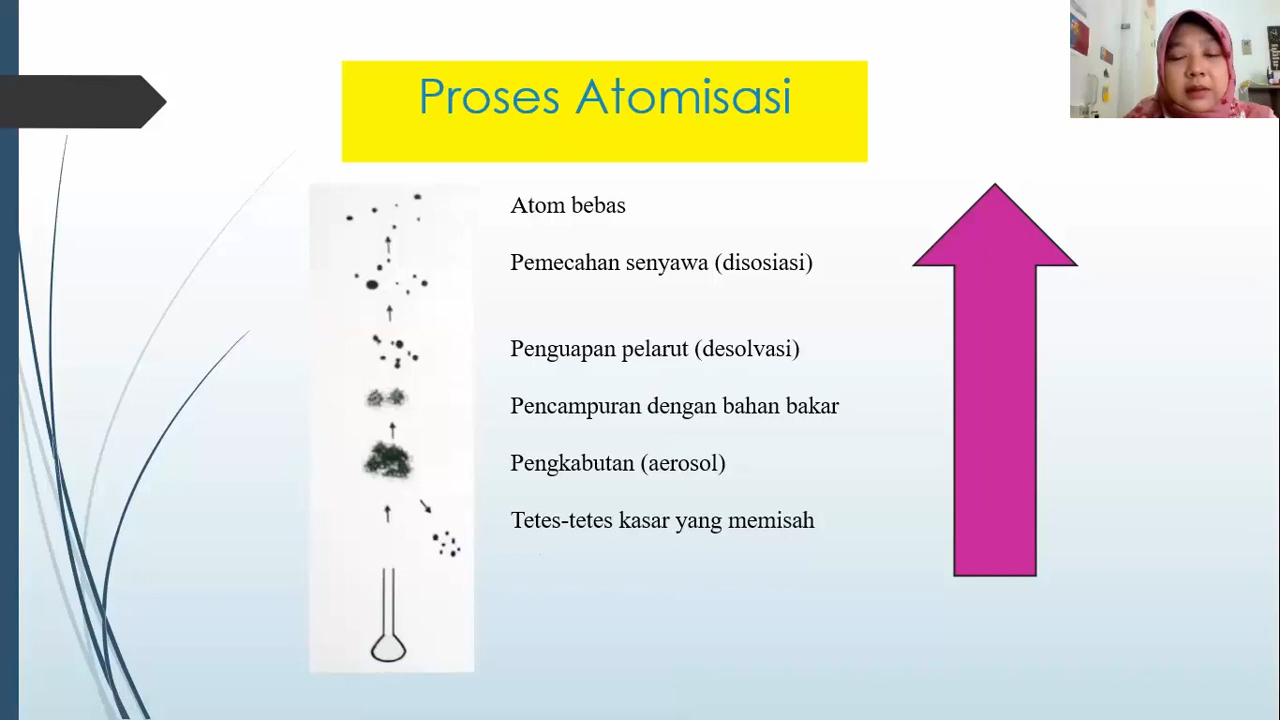 Proses Atomisasi
Atom bebas
Pemecahan senyawa (disosiasi)
Penguapan pelarut (desolvasi)
Pencampuran dengan bahan bakar
Pengkabutan (aerosol)
Tetes-tetes kasar yang memisah